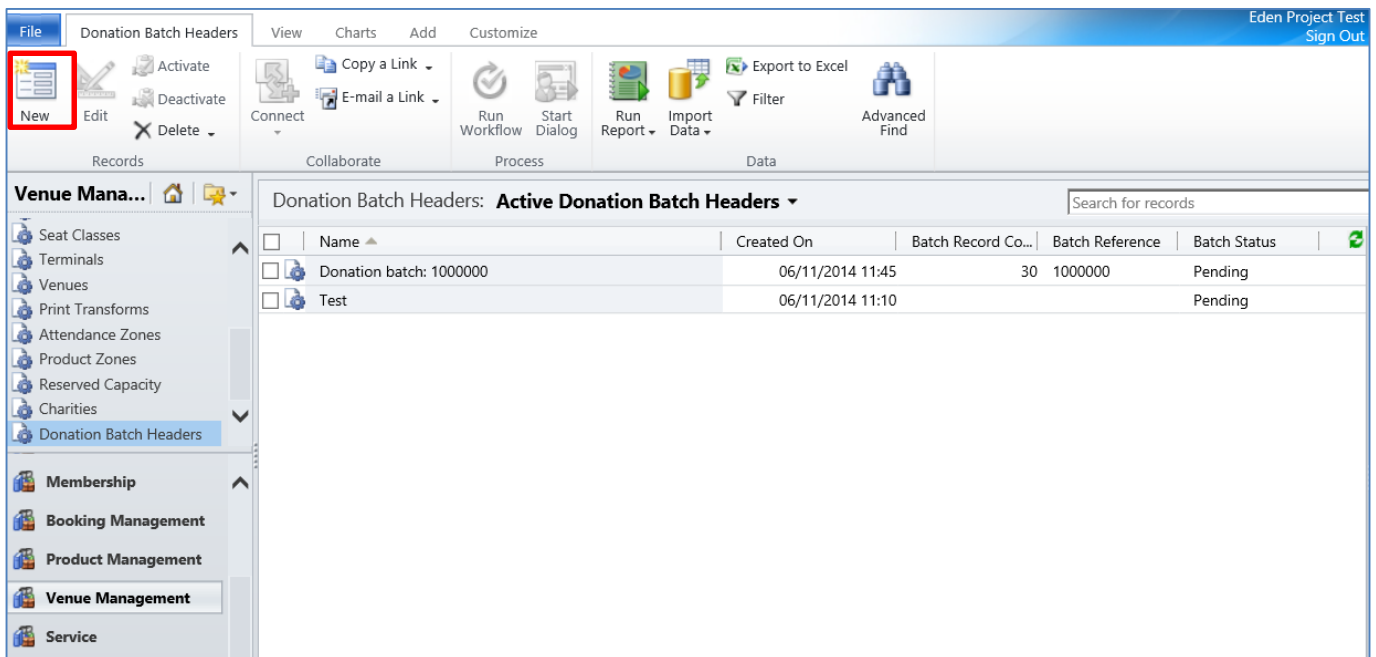 Eden Project Test
Sign Out
File
Donation Batch Headers
View
Charts
Add
Customize
New
Edit
Activate
Deactivate
Delete
Records
Connect
Copy a Link
E-mail a Link
Collaborate
Run
Workflow
Start
Dialog
Process
Run
Report
Import
Data
Export to Excel
Filter
Advanced
Find
Data
Venue Mana...
Seat Classes
Terminals
Venues
Print Transforms
Attendance Zones
Product Zones
Reserved Capacity
Charities
Donation Batch Headers
Membership
Booking Management
Product Management
Venue Management
Service
Donation Batch Headers: Active Donation Batch Headers
Search for records
Name Created On Batch Record Co... Batch Reference Batch Status
Donation batch: 1000000 06/11/2014 11:45 30 1000000 Pending
Test 06/11/2014 11:10 Pending